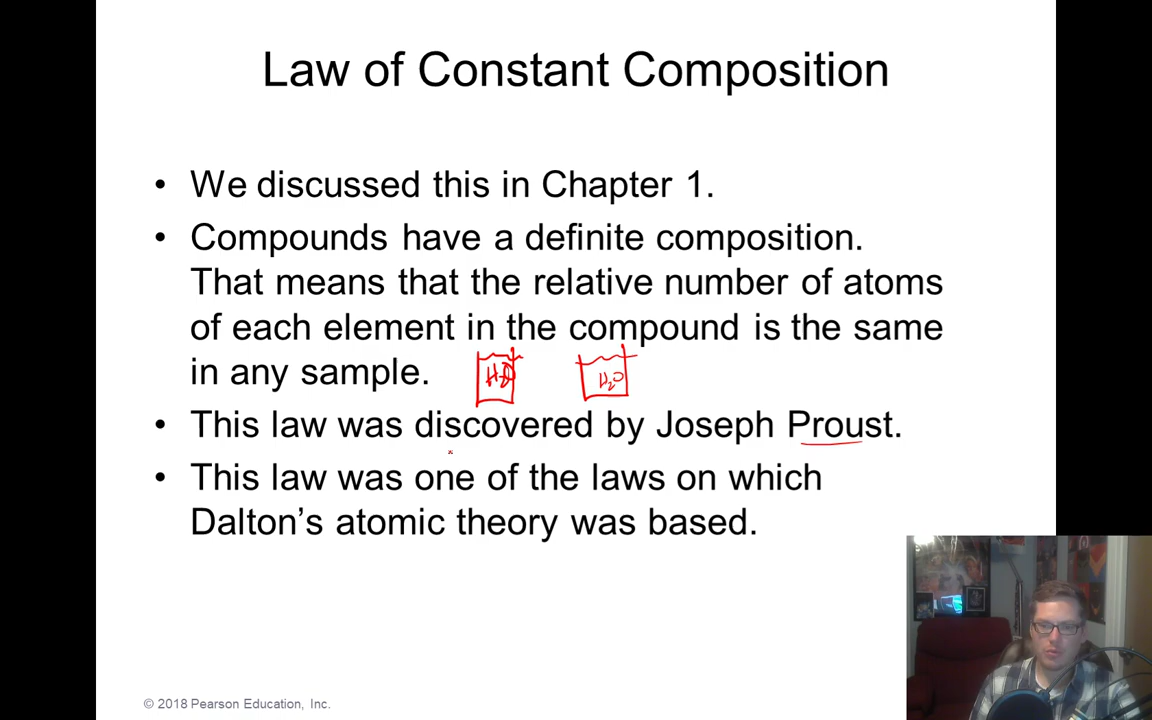 Law of Constant Composition
• We discussed this in Chapter 1.
• Compounds have a definite composition.
That means that the relative number of atoms
of each element in the compound is the same
in any sample.
H₂O
H₂O
• This law was discovered by Joseph Proust.
• This law was one of the laws on which
Dalton’s atomic theory was based.
© 2018 Pearson Education, Inc.